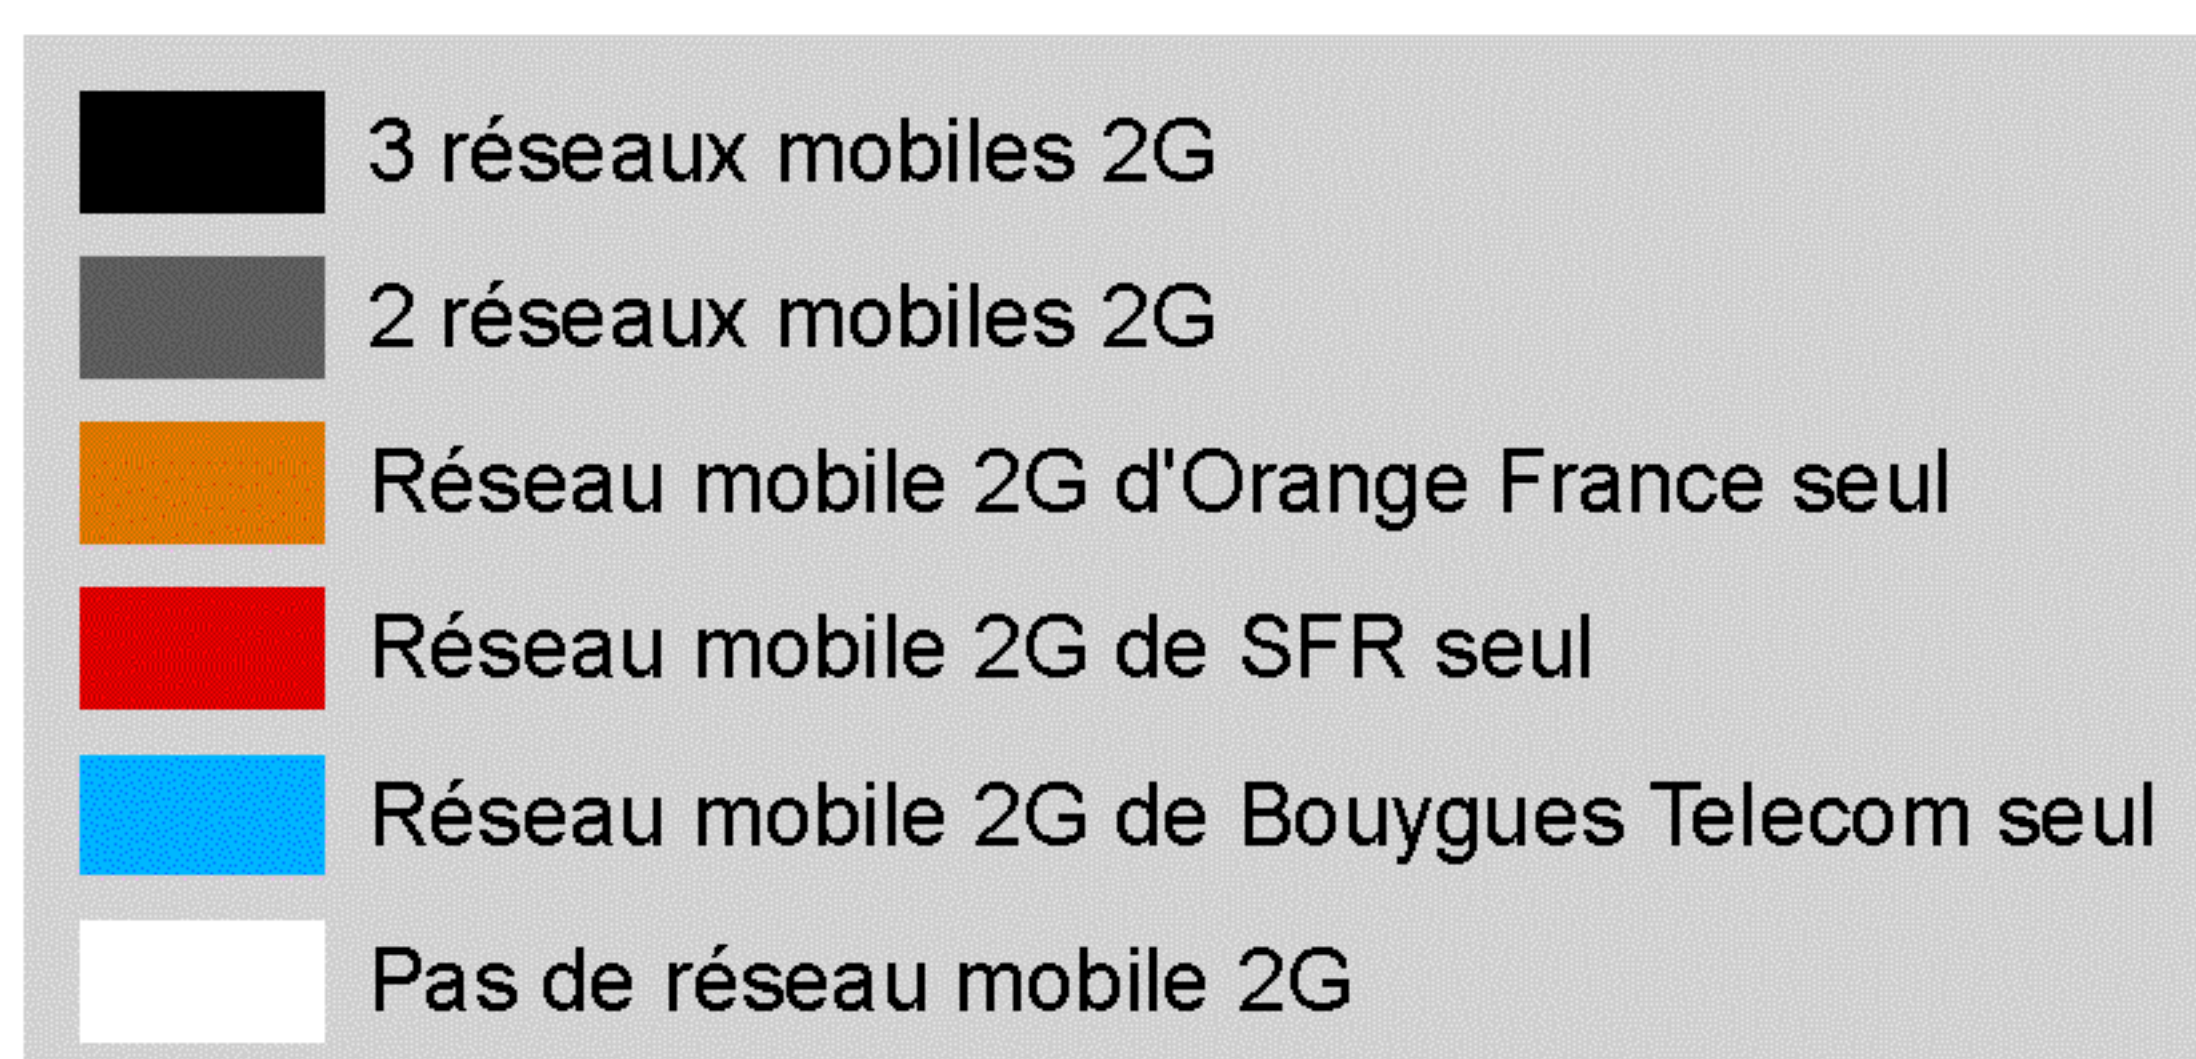 3 réseaux mobiles 2G
2 réseaux mobiles 2G
Réseau mobile 2G d'Orange France seul
Réseau mobile 2G de SFR seul
Réseau mobile 2G de Bouygues Telecom seul
Pas de réseau mobile 2G